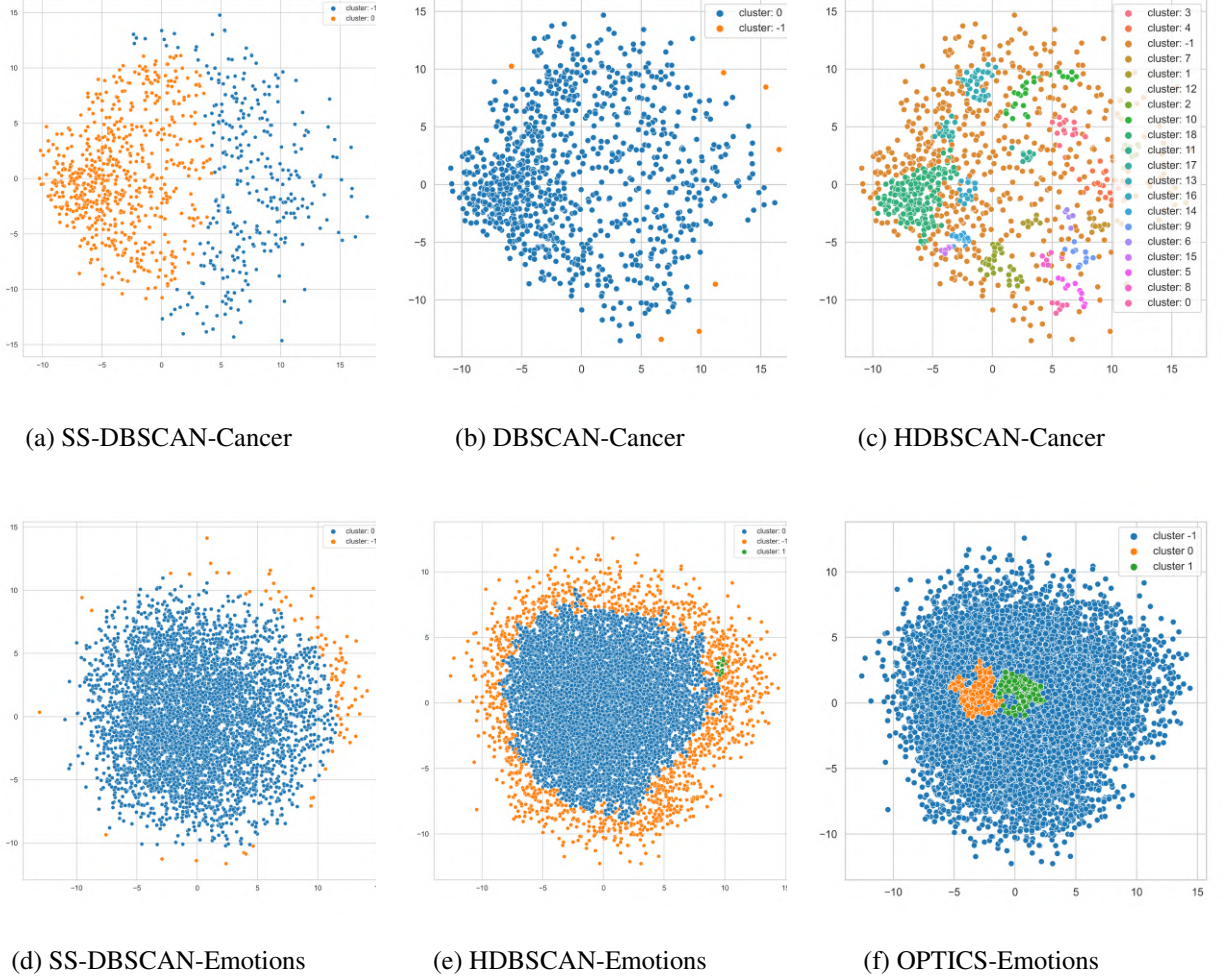 15
10
5
0
−5
−10
−15
−10
−5
0
5
10
15
cluster: -1
cluster: 0
(a) SS-DBSCAN-Cancer
10
5
0
−5
−10
−10
−5
0
5
10
15
cluster: 0
cluster: -1
(b) DBSCAN-Cancer
10
5
0
−5
−10
−10
−5
0
5
10
15
cluster: 3
cluster: 4
cluster: -1
cluster: 7
cluster: 1
cluster: 12
cluster: 2
cluster: 10
cluster: 18
cluster: 11
cluster: 17
cluster: 13
cluster: 16
cluster: 14
cluster: 9
cluster: 6
cluster: 15
cluster: 5
cluster: 8
cluster: 0
(c) HDBSCAN-Cancer
15
10
5
0
−5
−10
−10
−5
0
5
10
15
cluster: 0
cluster: -1
(d) SS-DBSCAN-Emotions
10
5
0
−5
−10
−10
−5
0
5
10
15
cluster: 0
cluster: -1
cluster: 1
(e) HDBSCAN-Emotions
10
5
0
−5
−10
−10
−5
0
5
10
15
cluster -1
cluster 0
cluster 1
(f) OPTICS-Emotions